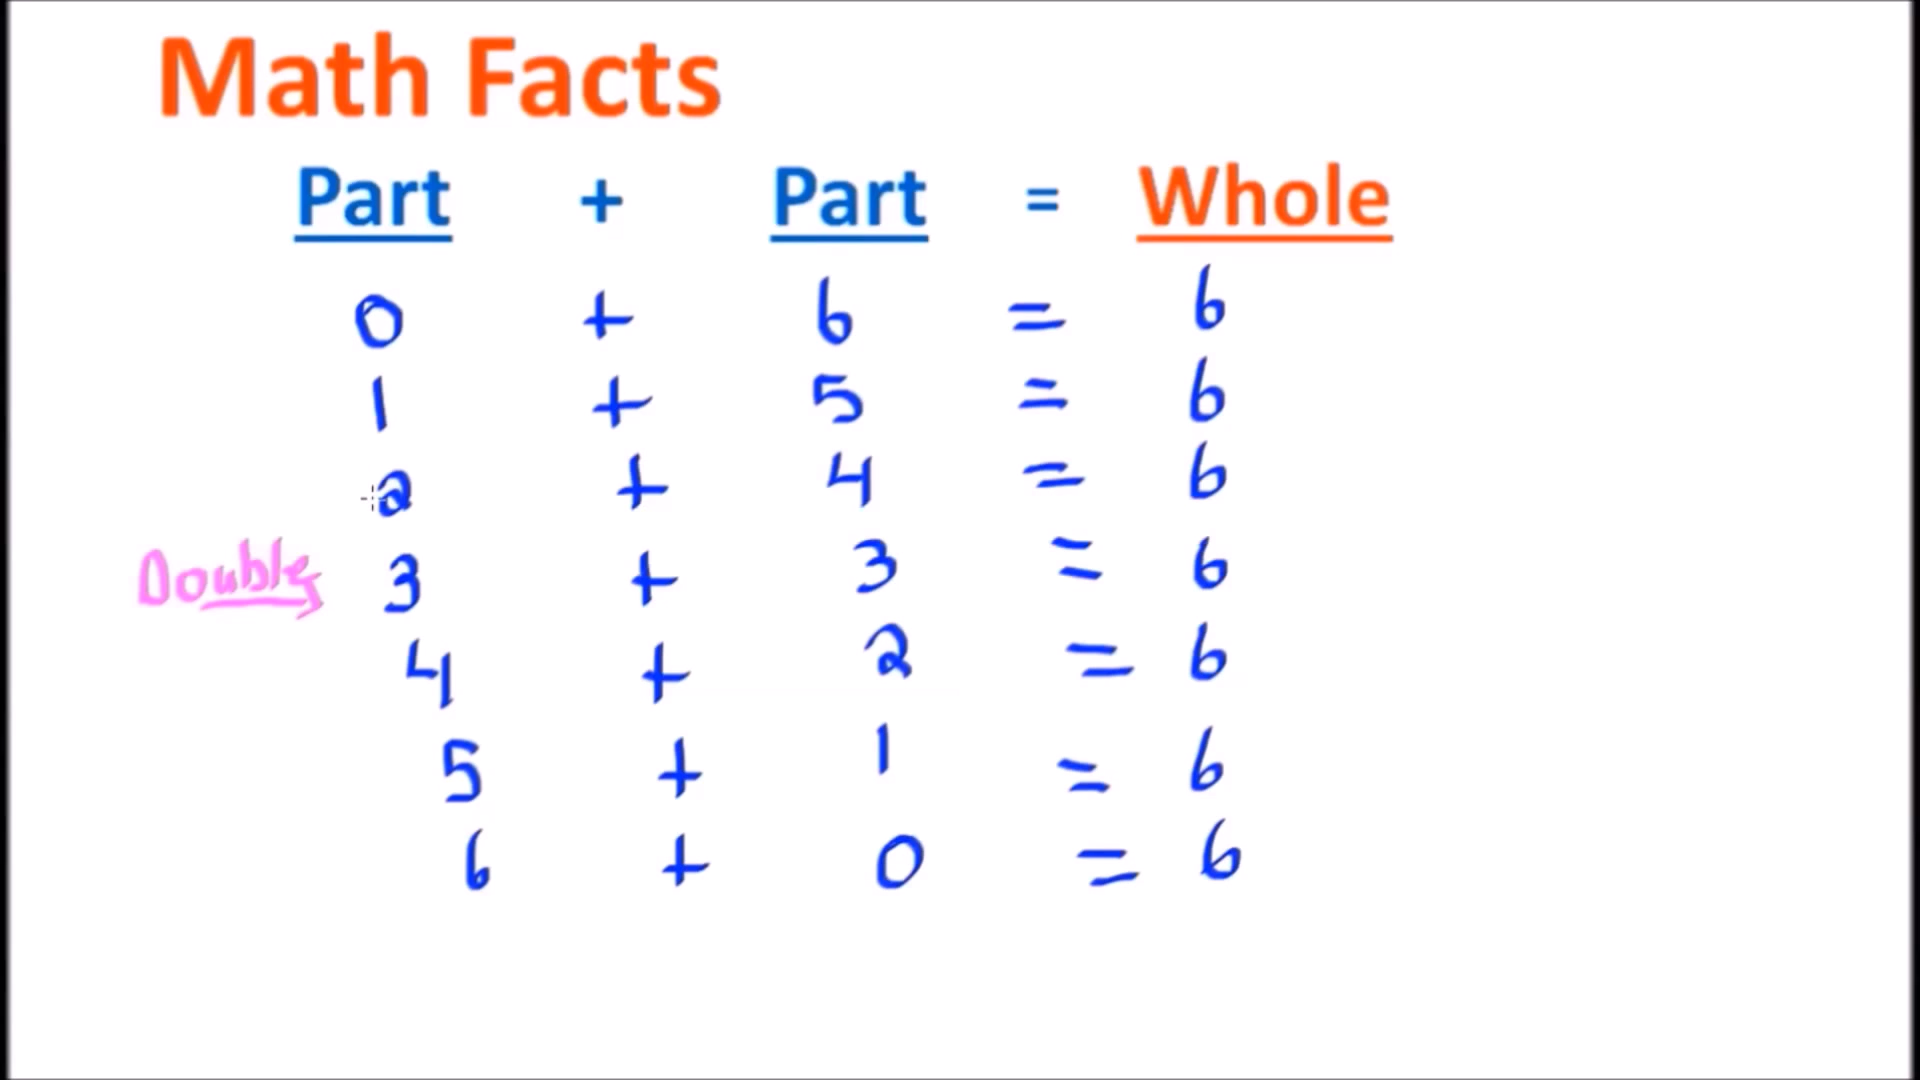 Math Facts
Part + Part = Whole
0 + 6 = 6
1 + 5 = 6
2 + 4 = 6
Doubles 3 + 3 = 6
4 + 2 = 6
5 + 1 = 6
6 + 0 = 6